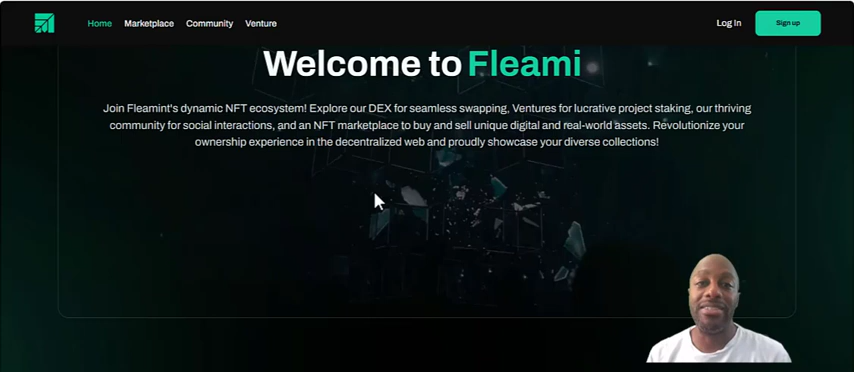 Home Marketplace Community Venture Log In Sign up
Welcome to Fleami
Join Fleamint's dynamic NFT ecosystem! Explore our DEX for seamless swapping, Ventures for lucrative project staking, our thriving
community for social interactions, and an NFT marketplace to buy and sell unique digital and real-world assets. Revolutionize your
ownership experience in the decentralized web and proudly showcase your diverse collections!